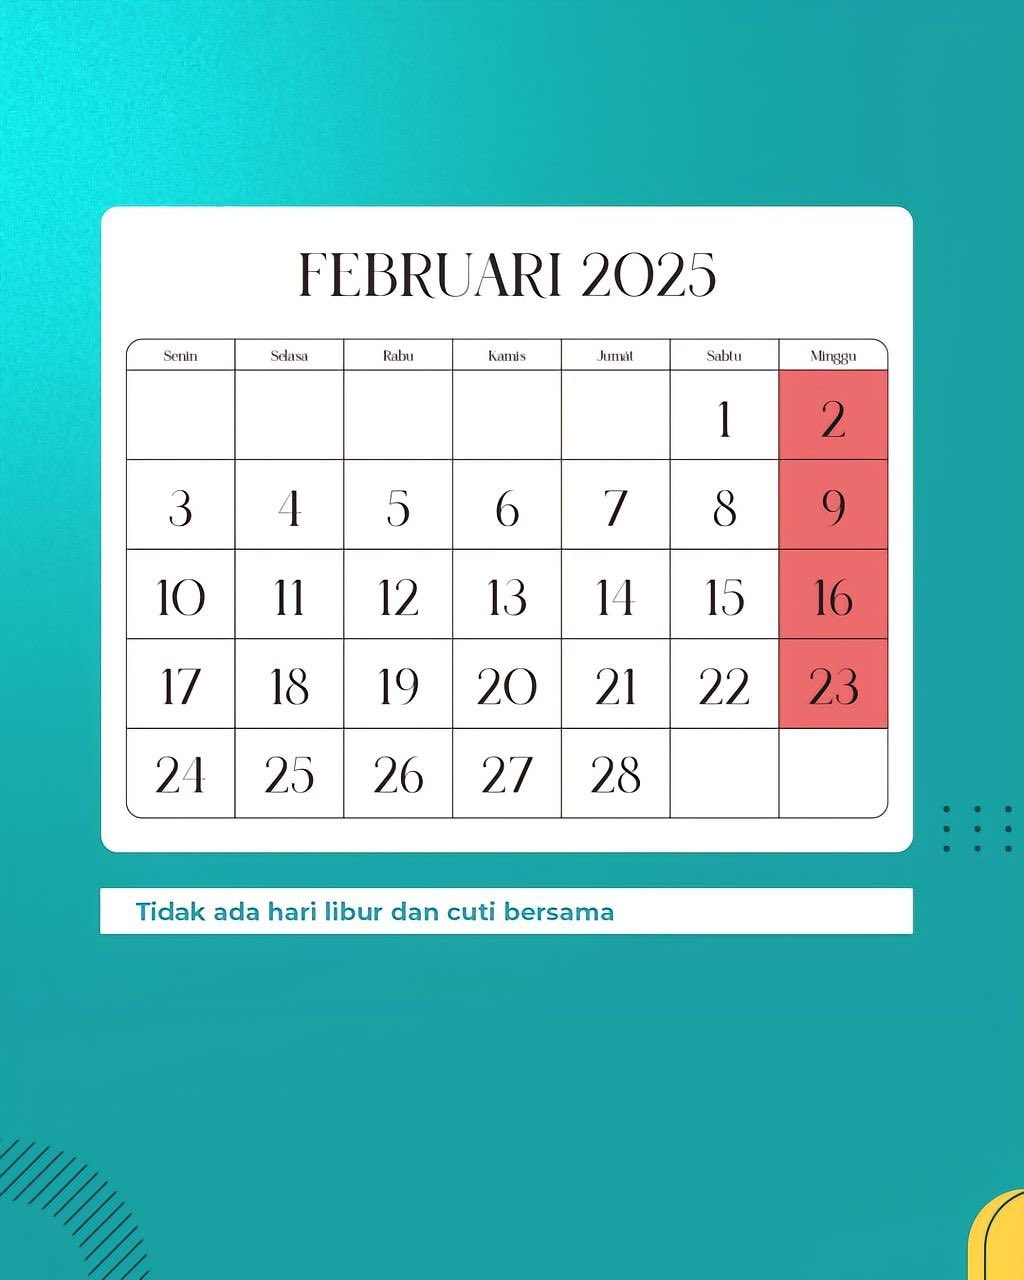 FEBRUARI 2025
Senin Selasa Rabu Kamis Jumat Sabtu Minggu
1 2
3 4 5 6 7 8 9
10 11 12 13 14 15 16
17 18 19 20 21 22 23
24 25 26 27 28
Tidak ada hari libur dan cuti bersama